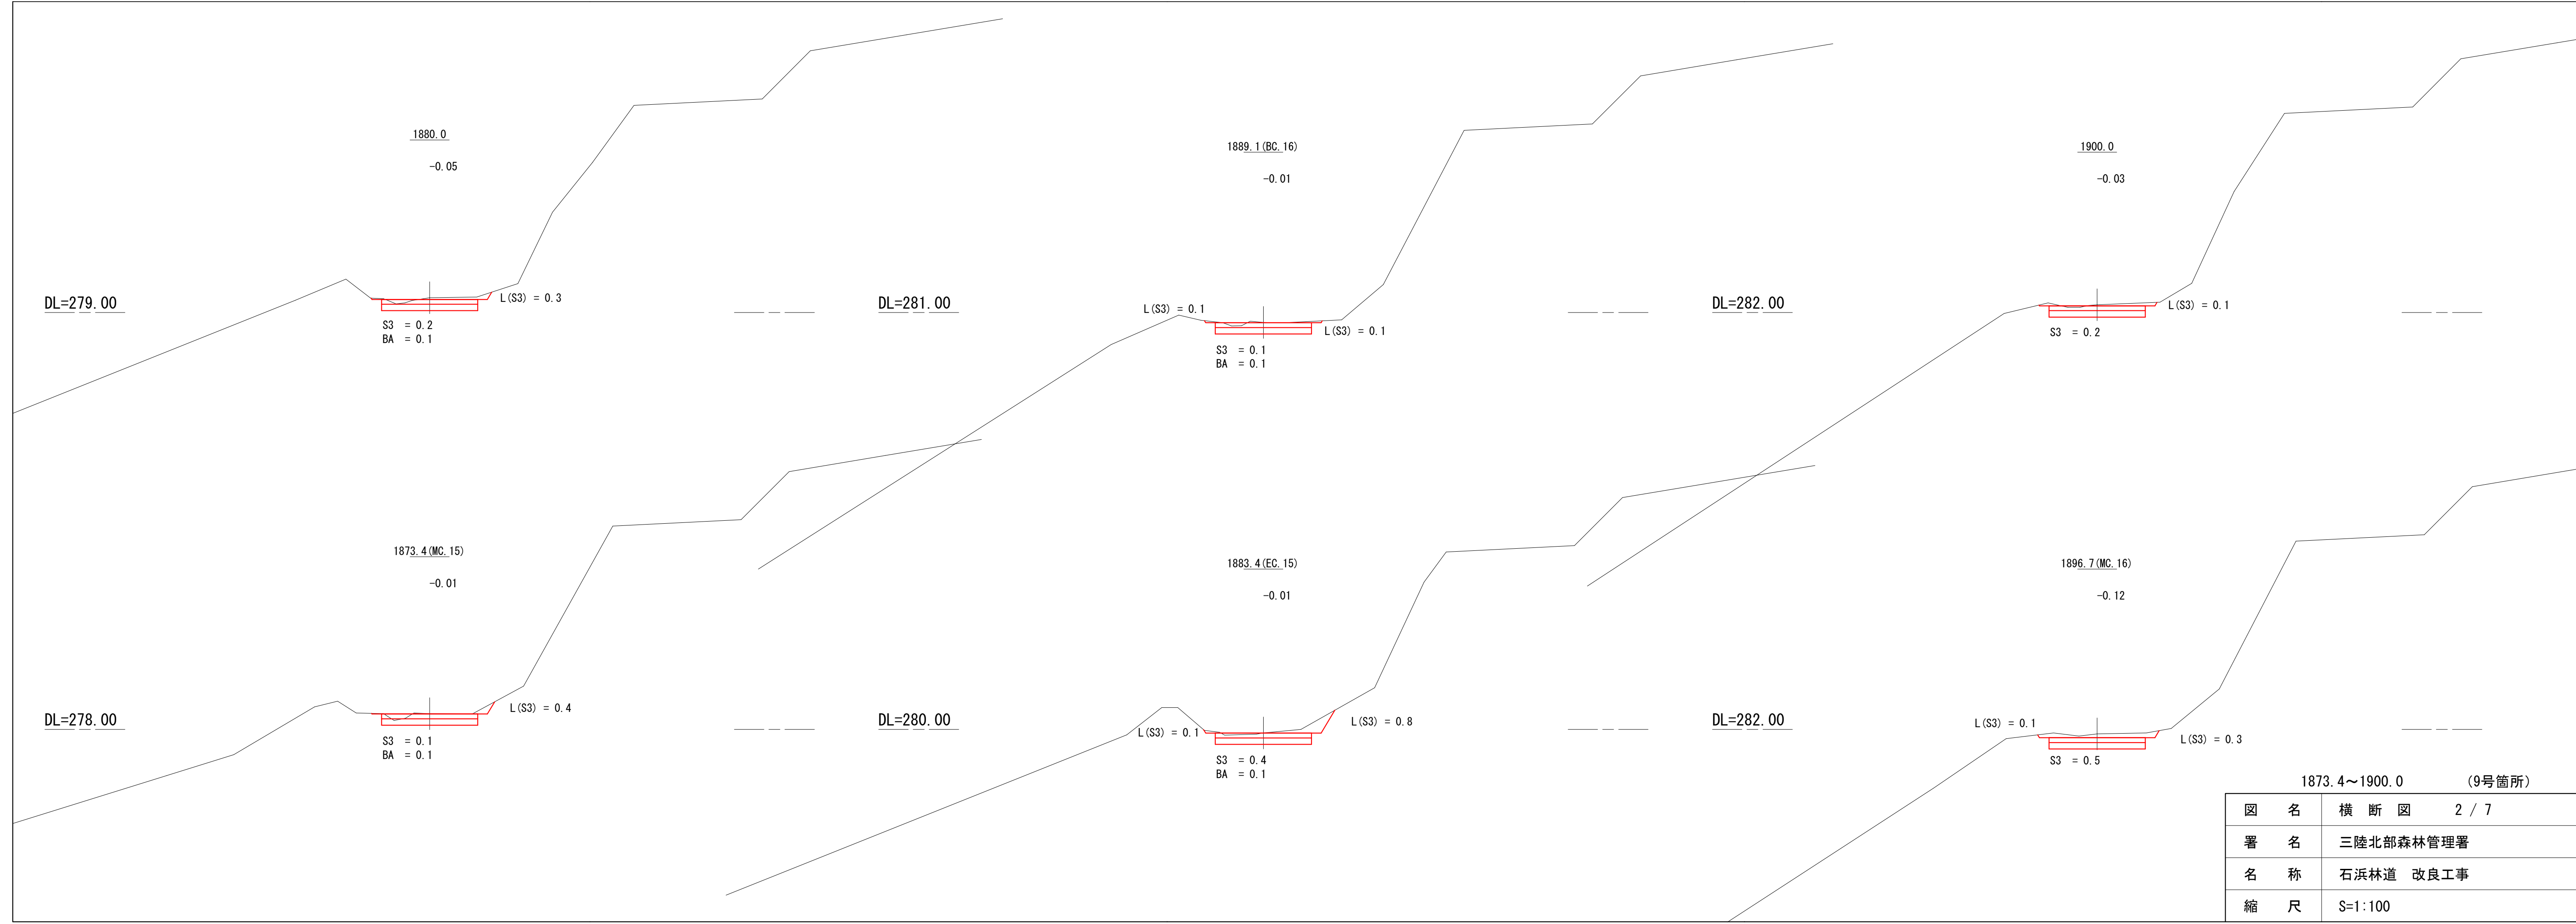 1880.0
-0.05
DL=279.00
L(S3) = 0.3
S3 = 0.2
BA = 0.1
1889.1(BC.16)
-0.01
DL=281.00
L(S3) = 0.1
L(S3) = 0.1
S3 = 0.1
BA = 0.1
1900.0
-0.03
DL=282.00
L(S3) = 0.1
S3 = 0.2
1873.4(MC.15)
-0.01
DL=278.00
L(S3) = 0.4
S3 = 0.1
BA = 0.1
1883.4(EC.15)
-0.01
DL=280.00
L(S3) = 0.1
L(S3) = 0.8
S3 = 0.4
BA = 0.1
1896.7(MC.16)
-0.12
DL=282.00
L(S3) = 0.1
L(S3) = 0.3
S3 = 0.5
1873.4～1900.0 (9号箇所)
図 名 横 断 図 2 / 7
署 名 三陸北部森林管理署
名 称 石浜林道 改良工事
縮 尺 S=1:100